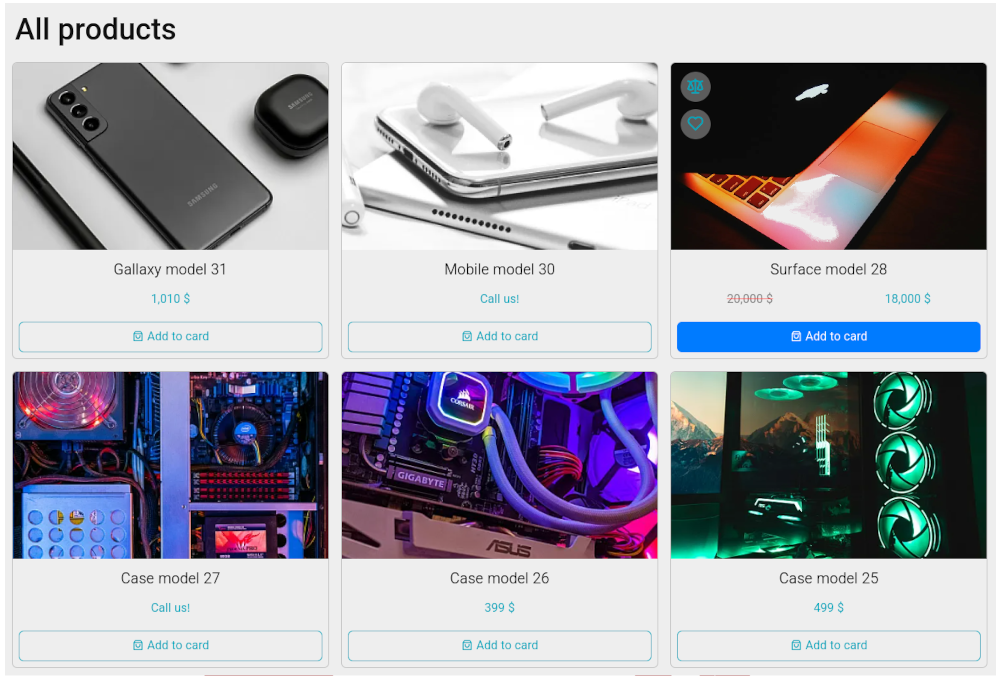 All products
SAMSUNG
SAMSUNG
Gallaxy model 31
1,010 $
Add to card
Mobile model 30
Call us!
Add to card
Surface model 28
20,000 $ 18,000 $
Add to card
Case model 27
Call us!
Add to card
CORSAIR
GIGABYTE
ASUS
Case model 26
399 $
Add to card
Case model 25
499 $
Add to card